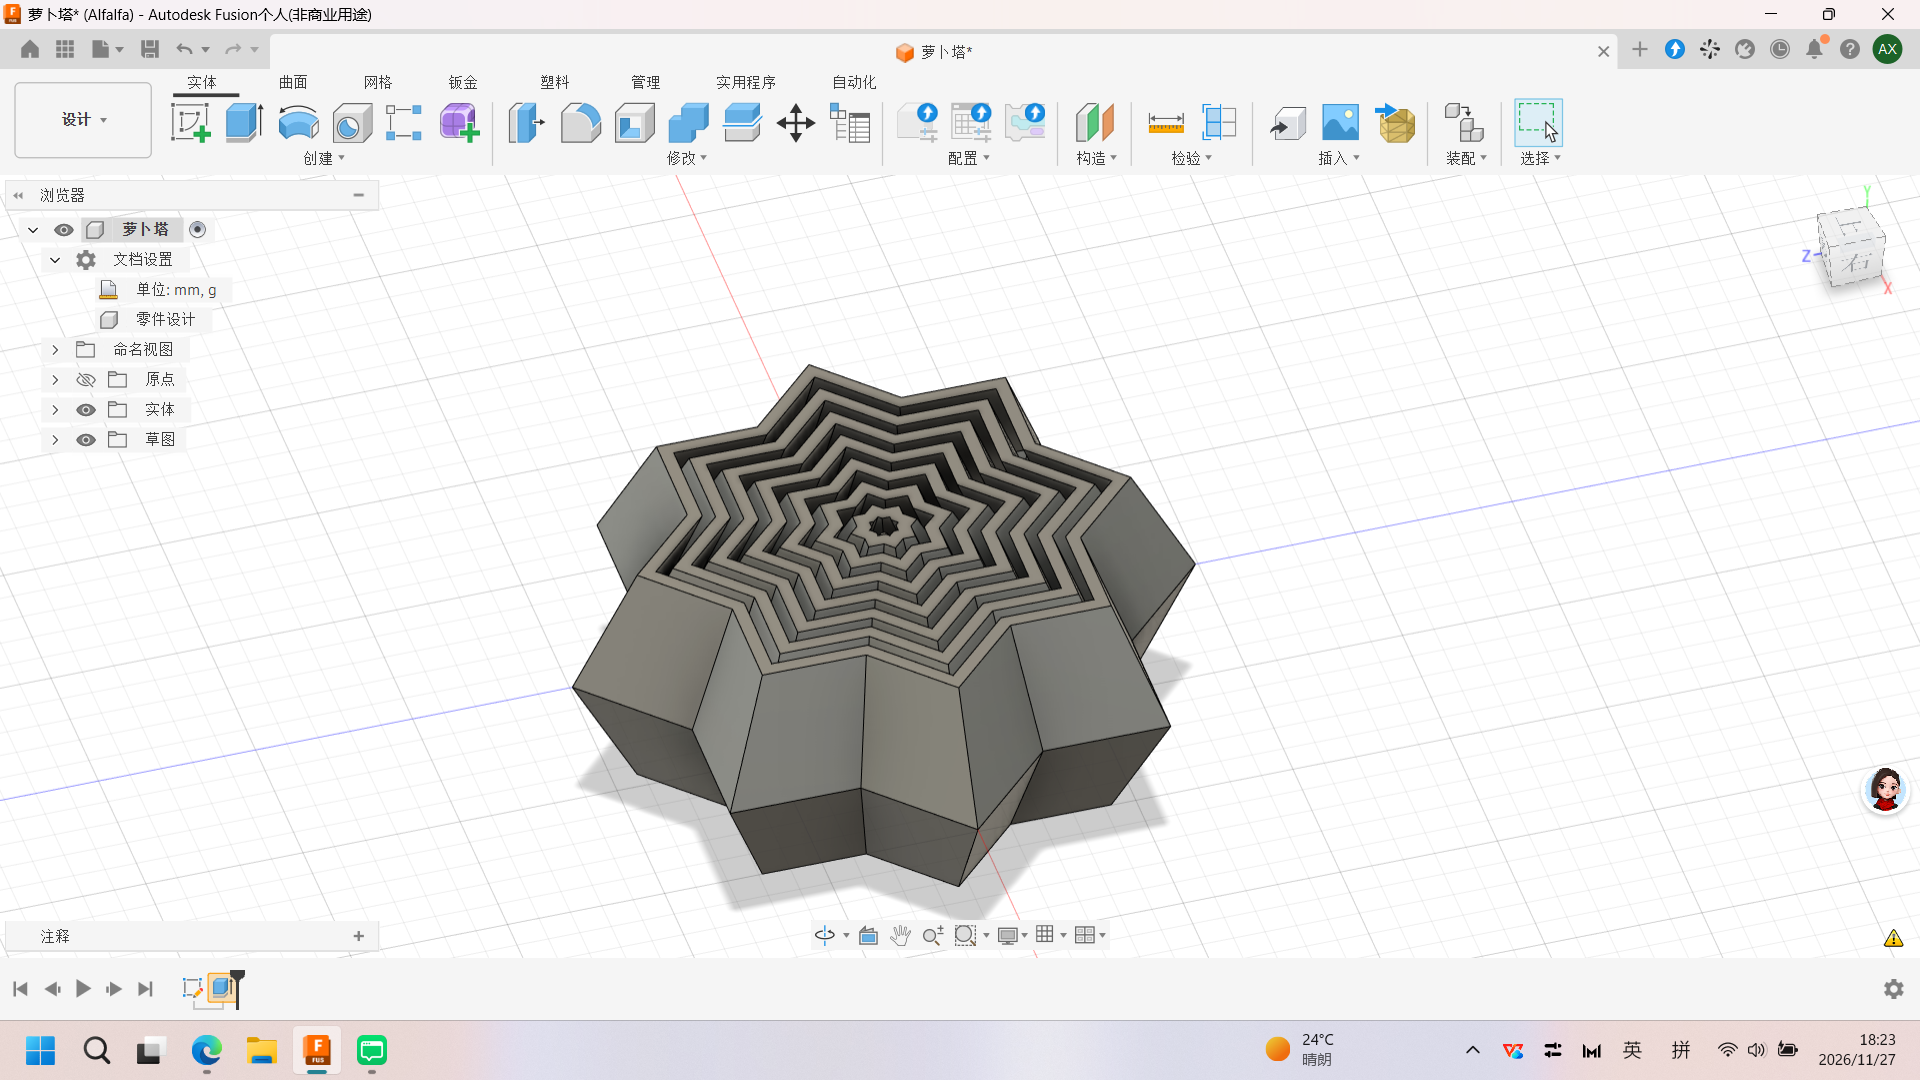 萝卜塔* (Alfalfa) - Autodesk Fusion个人(非商业用途)
萝卜塔*
AX
实体 曲面 网格 钣金 塑料 管理 实用程序 自动化
设计
创建 修改 配置 构造 检验 插入 装配 选择
浏览器
萝卜塔
文档设置
单位: mm, g
零件设计
命名视图
原点
实体
草图
Y
Z
右
X
注释
24°C
晴朗
英
拼
18:23
2026/11/27